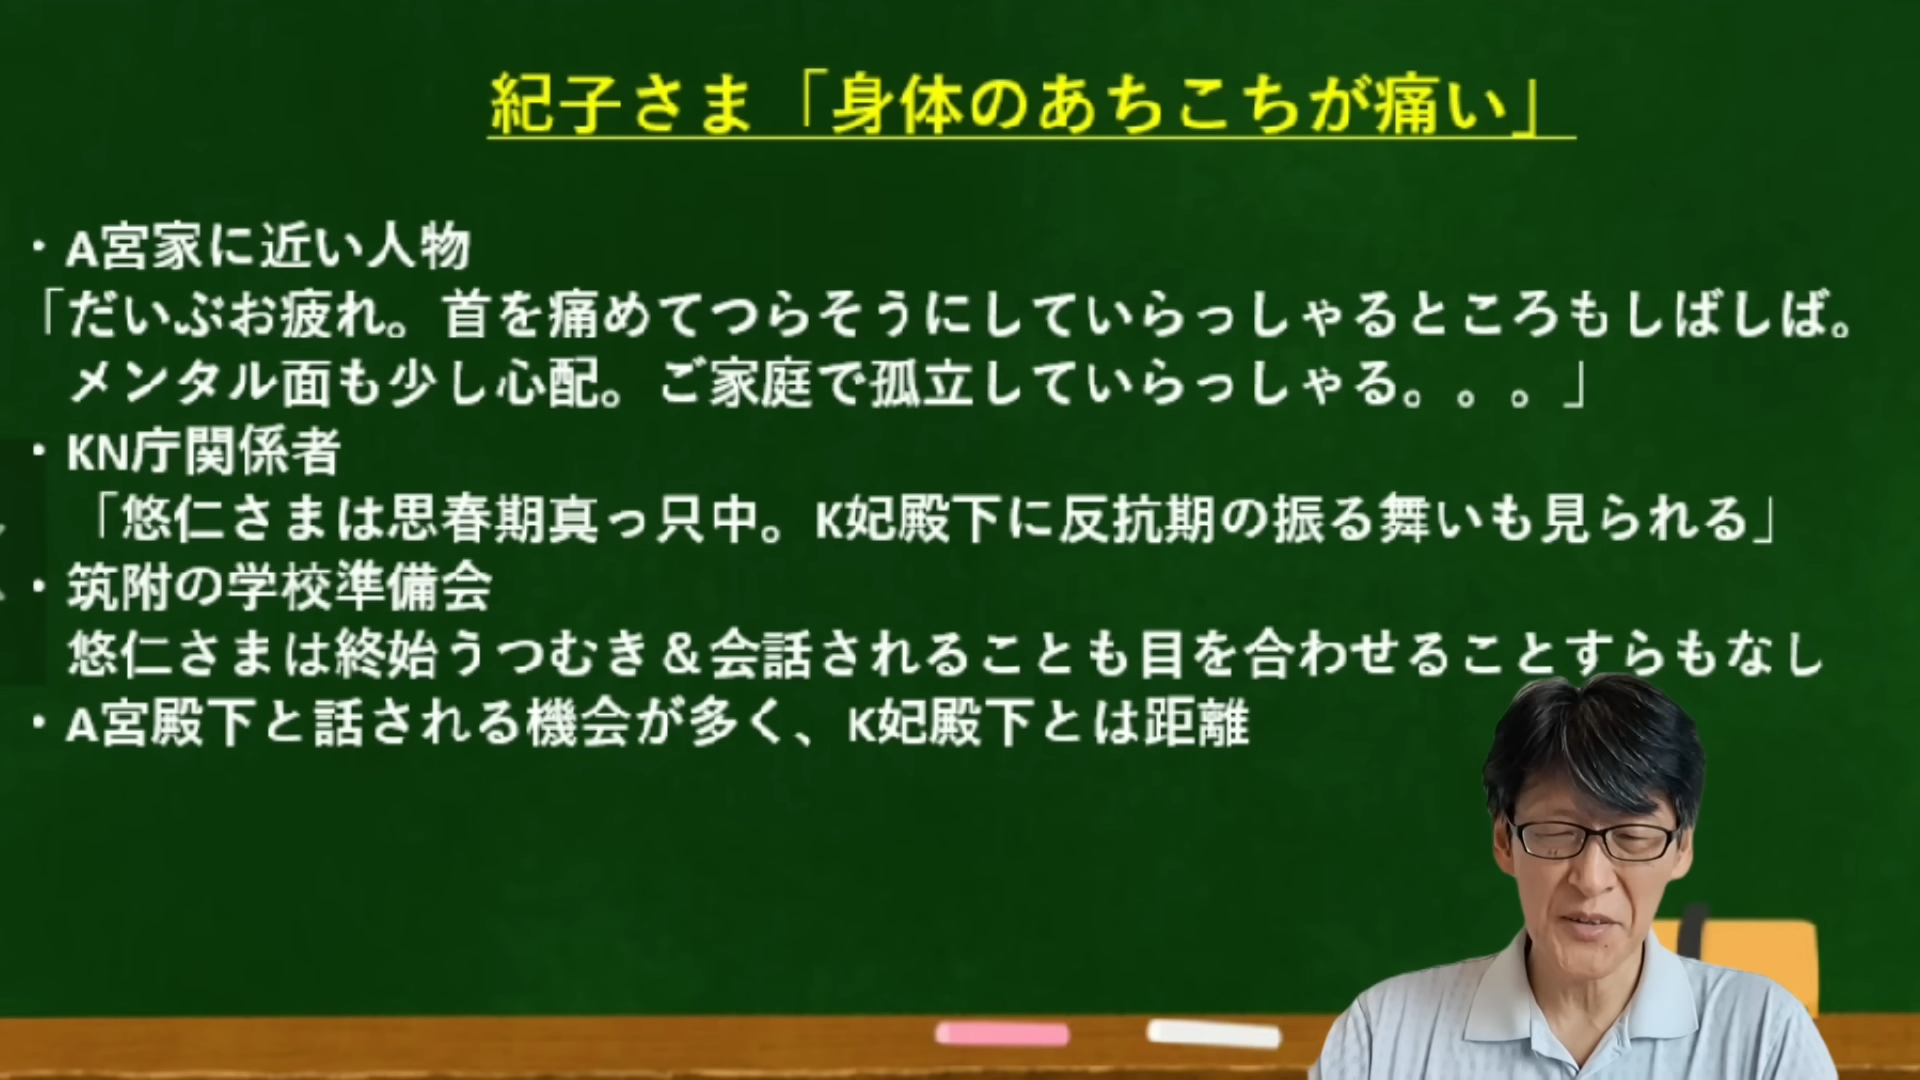 紀子さま「身体のあちこちが痛い」
・A宮家に近い人物
「だいぶお疲れ。首を痛めてつらそうにしていらっしゃるところもしばしば。
メンタル面も少し心配。ご家庭で孤立していらっしゃる。。。」
・KN庁関係者
「悠仁さまは思春期真っ只中。K妃殿下に反抗期の振る舞いも見られる」
・筑附の学校準備会
悠仁さまは終始うつむき＆会話されることも目を合わせることすらもなし
・A宮殿下と話される機会が多く、K妃殿下とは距離